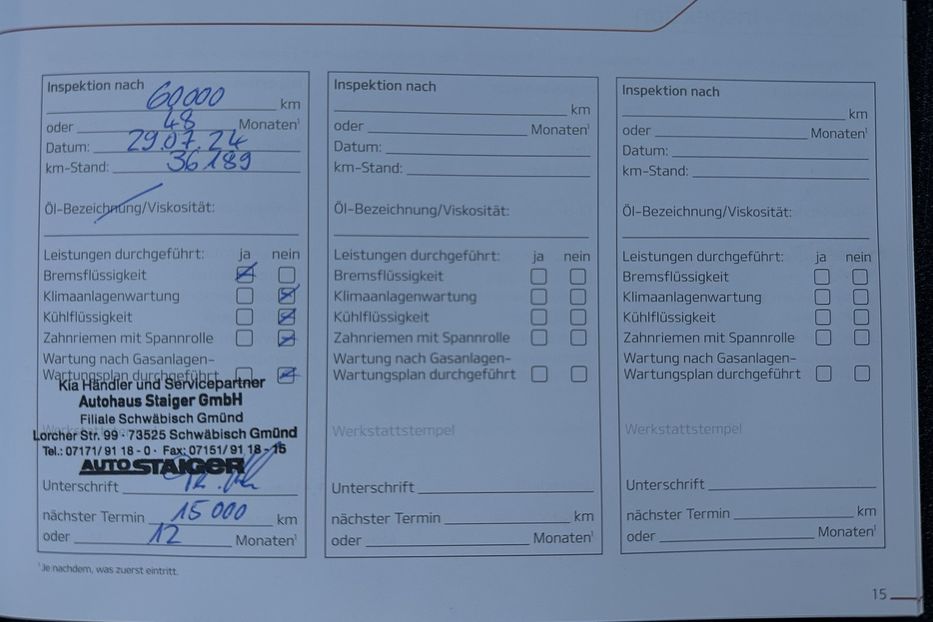 Inspektion nach 60000 km
oder 48 Monaten¹
Datum: 29.07.24
km-Stand: 36189
Öl-Bezeichnung/Viskosität:
Leistungen durchgeführt: ja nein
Bremsflüssigkeit
Klimaanlagenwartung
Kühlflüssigkeit
Zahnriemen mit Spannrolle
Wartung nach Gasanlagen-
Wartungsplan durchgeführt
Kia Händler und Servicepartner
Autohaus Staiger GmbH
Filiale Schwäbisch Gmünd
Lorcher Str. 99 · 73525 Schwäbisch Gmünd
Tel.: 07171/ 91 18 - 0 · Fax: 07151/ 91 18 - 15
AUTO STAIGER
Unterschrift
nächster Termin 15 000 km
oder 12 Monaten¹
¹ Je nachdem, was zuerst eintritt.
Inspektion nach
km
oder Monaten¹
Datum:
km-Stand:
Öl-Bezeichnung/Viskosität:
Leistungen durchgeführt: ja nein
Bremsflüssigkeit
Klimaanlagenwartung
Kühlflüssigkeit
Zahnriemen mit Spannrolle
Wartung nach Gasanlagen-
Wartungsplan durchgeführt
Werkstattstempel
Unterschrift
nächster Termin km
oder Monaten¹
Inspektion nach
km
oder Monaten¹
Datum:
km-Stand:
Öl-Bezeichnung/Viskosität:
Leistungen durchgeführt: ja nein
Bremsflüssigkeit
Klimaanlagenwartung
Kühlflüssigkeit
Zahnriemen mit Spannrolle
Wartung nach Gasanlagen-
Wartungsplan durchgeführt
Werkstattstempel
Unterschrift
nächster Termin km
oder Monaten¹
15